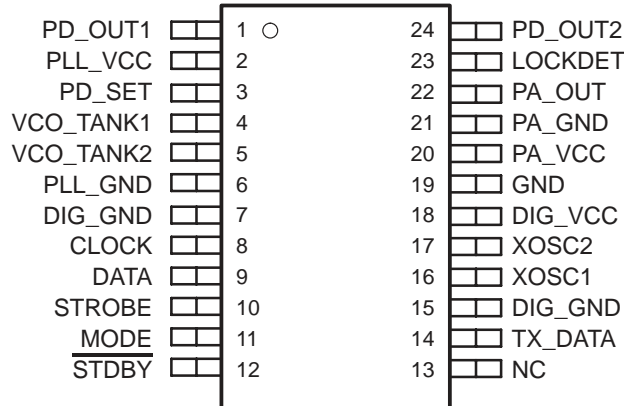 PD_OUT1 1 24 PD_OUT2
PLL_VCC 2 23 LOCKDET
PD_SET 3 22 PA_OUT
VCO_TANK1 4 21 PA_GND
VCO_TANK2 5 20 PA_VCC
PLL_GND 6 19 GND
DIG_GND 7 18 DIG_VCC
CLOCK 8 17 XOSC2
DATA 9 16 XOSC1
STROBE 10 15 DIG_GND
MODE 11 14 TX_DATA
STDBY 12 13 NC